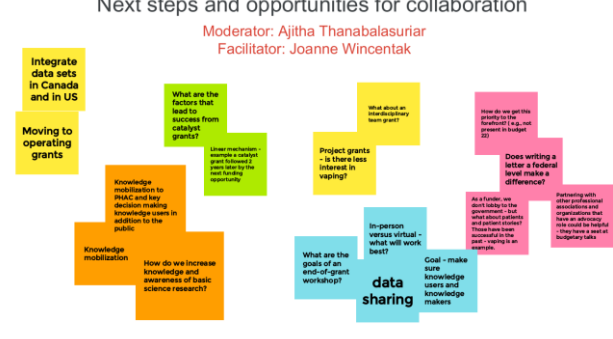 Next steps and opportunities for collaboration
Moderator: Ajitha Thanabalasuriar
Facilitator: Joanne Wincentak
Integrate
data sets
in Canada
and in US
Moving to
operating
grants
What are the
factors that
lead to
success from
catalyst
grants?
Linear mechanism -
example a catalyst
grant followed 2
years later by the
next funding
opportunity
Knowledge
mobilization to
PHAC and key
decision making
knowledge users in
addition to the
public
Knowledge
mobilization
How do we increase
knowledge and
awareness of basic
science research?
What about an
interdisciplinary
team grant?
Project grants
- is there less
interest in
vaping?
In-person
versus virtual -
what will work
best?
What are the
goals of an
end-of-grant
workshop?
data
sharing
Goal - make
sure
knowledge
users and
knowledge
makers
How do we get this
priority to the
forefront? ( e.g., not
present in budget
22)
Does writing a
letter a federal
level make a
difference?
As a funder, we
don't lobby to the
government - but
what about patients
and patient stories?
Those have been
successful in the
past - vaping is an
example.
Partnering with
other professional
associations and
organizations that
have an advocacy
role could be helpful
- they have a seat at
budgetary talks